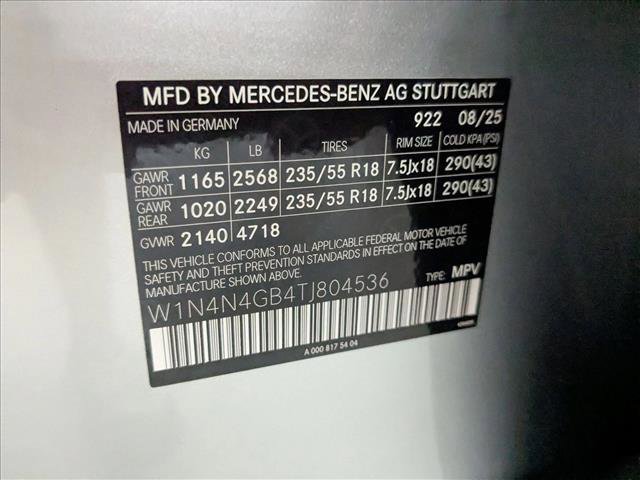 MFD BY MERCEDES-BENZ AG STUTTGART
MADE IN GERMANY 922 08/25
KG LB TIRES RIM SIZE COLD KPA(PSI)
GAWR FRONT 1165 2568 235/55 R18 7.5Jx18 290(43)
GAWR REAR 1020 2249 235/55 R18 7.5Jx18 290(43)
GVWR 2140 4718
THIS VEHICLE CONFORMS TO ALL APPLICABLE FEDERAL MOTOR VEHICLE
SAFETY AND THEFT PREVENTION STANDARDS IN EFFECT ON THE DATE OF
MANUFACTURE SHOWN ABOVE. TYPE: MPV
W1N4N4GB4TJ804536
A 000 817 54 04